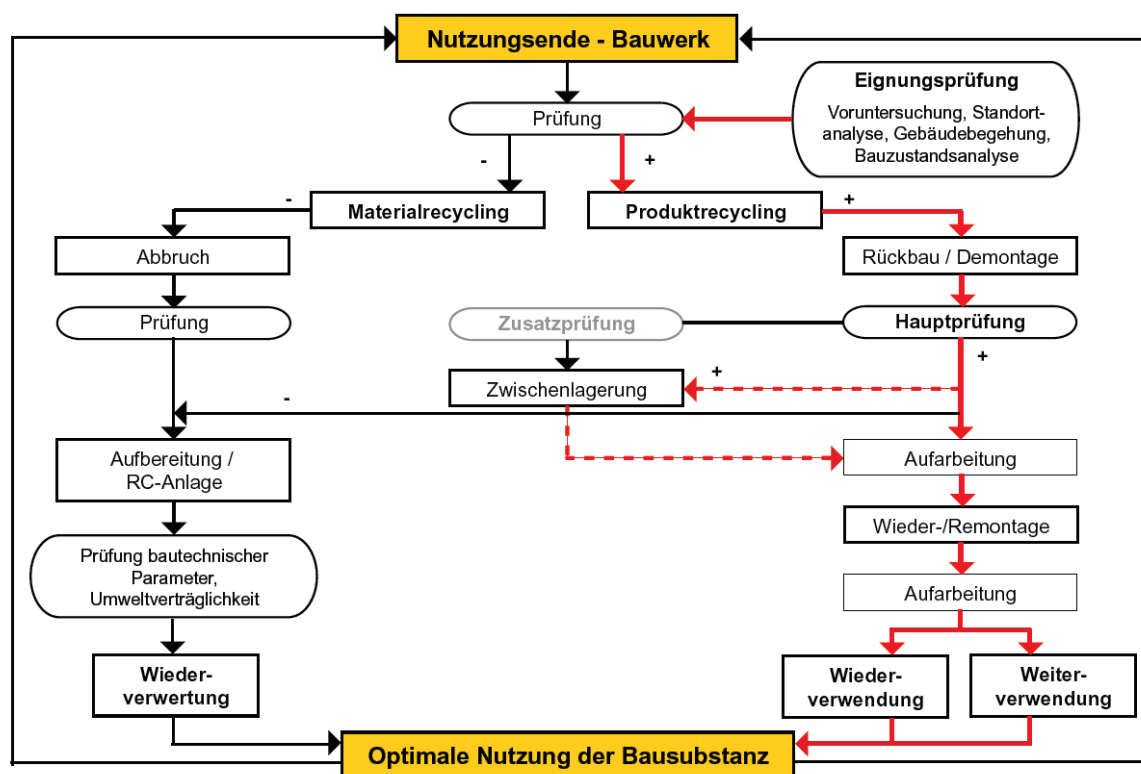 Nutzungsende - Bauwerk
Eignungsprüfung
Voruntersuchung, Standort-
analyse, Gebäudebegehung,
Bauzustandsanalyse
Prüfung
-
+
Materialrecycling
Produktrecycling
-
+
Abbruch
Rückbau / Demontage
Prüfung
Zusatzprüfung
Hauptprüfung
+
+
Zwischenlagerung
-
Aufbereitung /
RC-Anlage
Aufarbeitung
Wieder-/Remontage
Prüfung bautechnischer
Parameter,
Umweltverträglichkeit
Aufarbeitung
Wieder-
verwertung
Wieder-
verwendung
Weiter-
verwendung
Optimale Nutzung der Bausubstanz